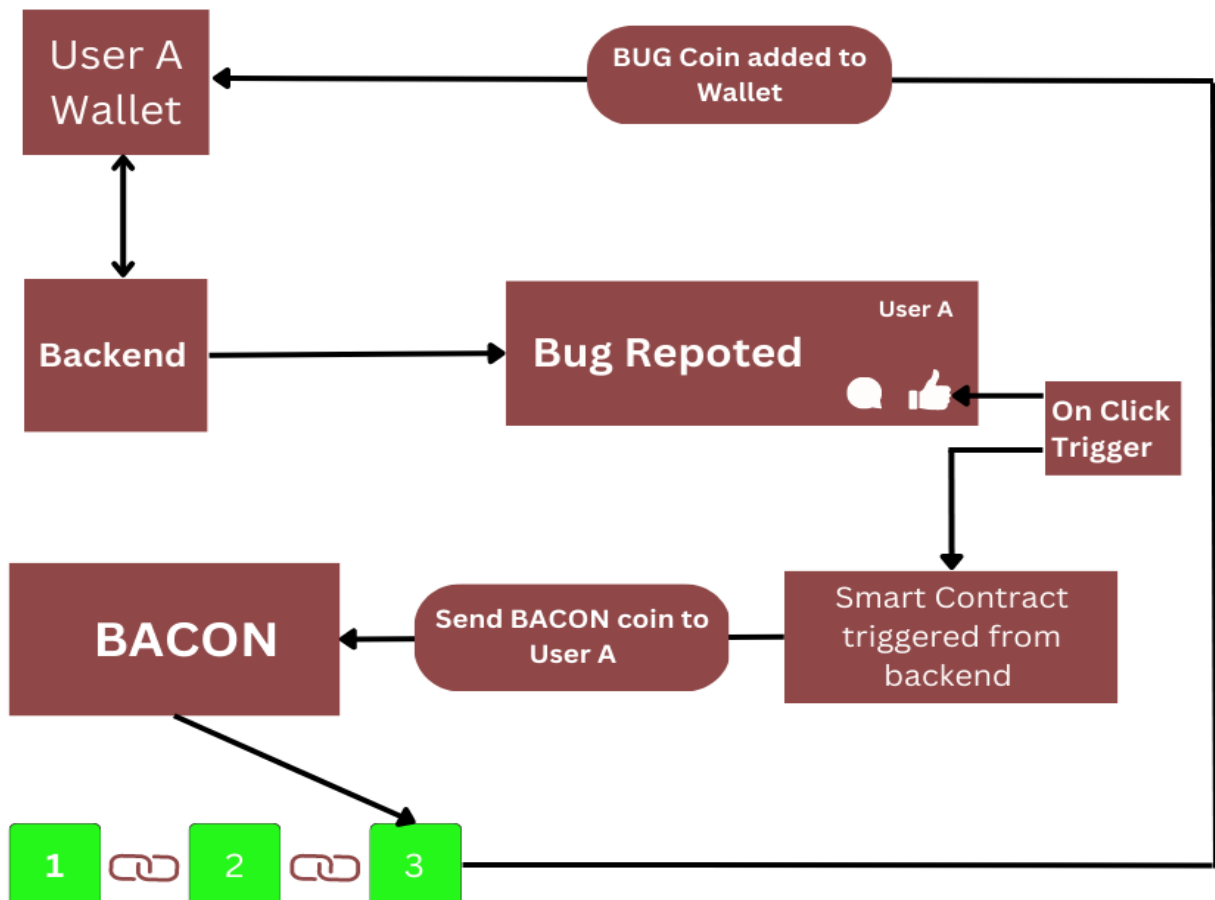 User A
Wallet
BUG Coin added to
Wallet
Backend
User A
Bug Repoted
On Click
Trigger
BACON
Send BACON coin to
User A
Smart Contract
triggered from
backend
1
2
3